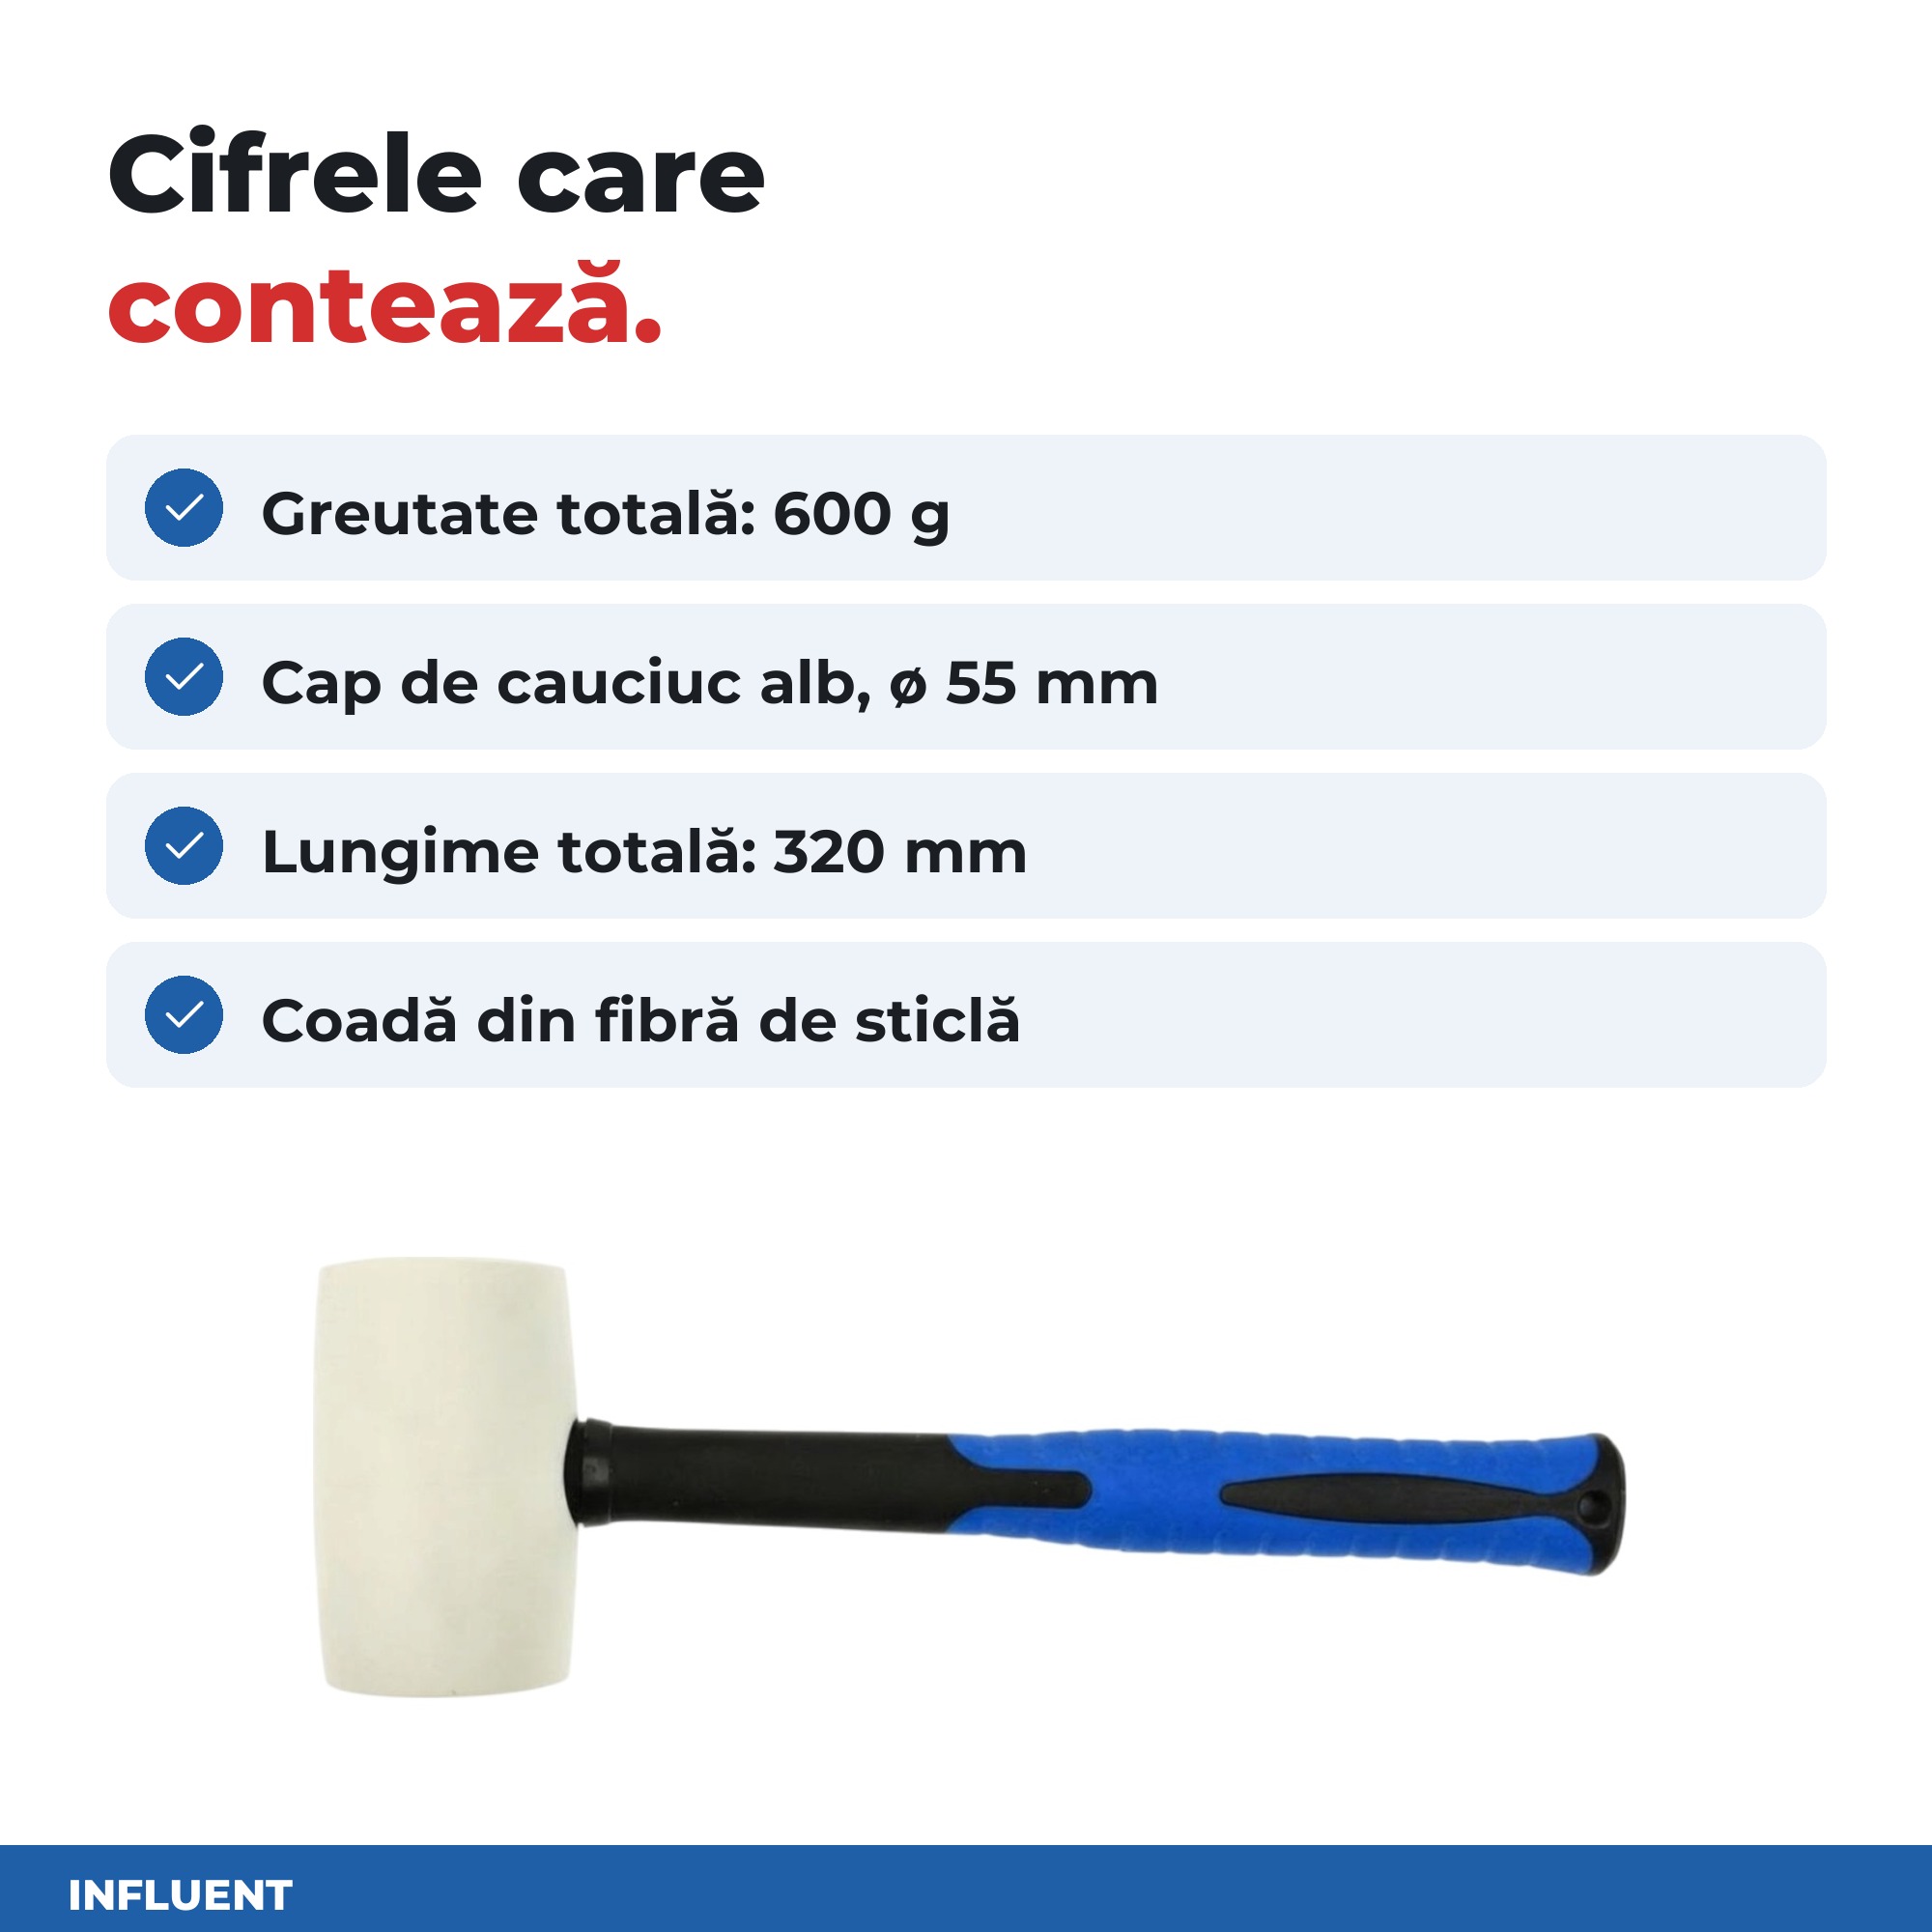 Cifrele care
contează.
Greutate totală: 600 g
Cap de cauciuc alb, ø 55 mm
Lungime totală: 320 mm
Coadă din fibră de sticlă
INFLUENT